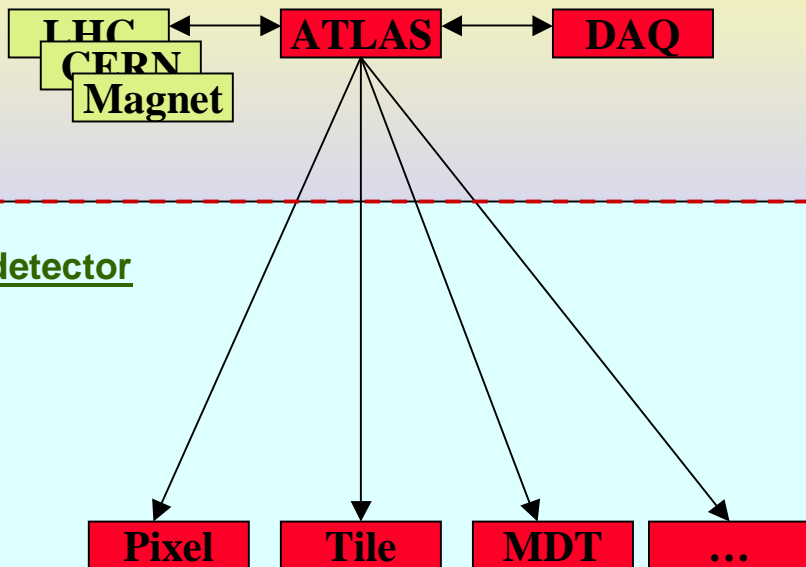 LHC
ATLAS
DAQ
CERN
Magnet
detector
Pixel
Tile
MDT
...